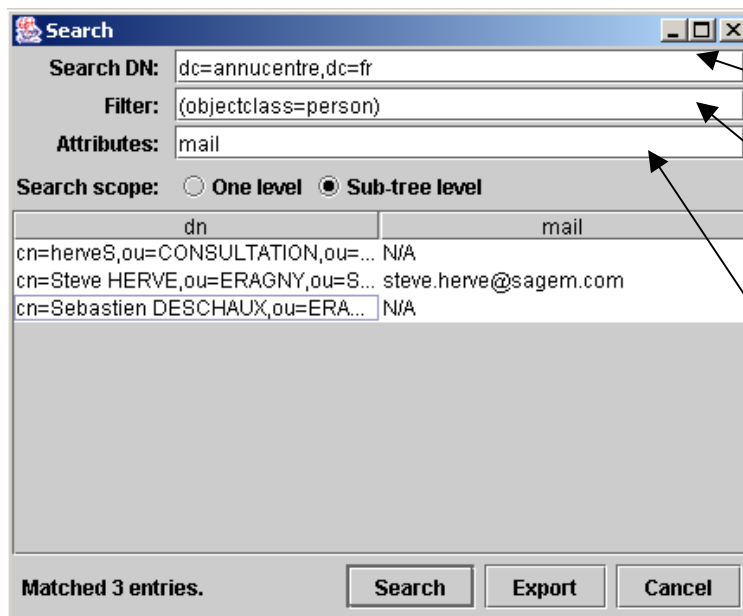 Search
Search DN: dc=annucentre,dc=fr
Filter: (objectclass=person)
Attributes: mail
Search scope: One level Sub-tree level
dn mail
cn=herveS,ou=CONSULTATION,ou=... N/A
cn=Steve HERVE,ou=ERAGNY,ou=S... steve.herve@sagem.com
cn=Sebastien DESCHAUX,ou=ERA... N/A
Matched 3 entries. Search Export Cancel